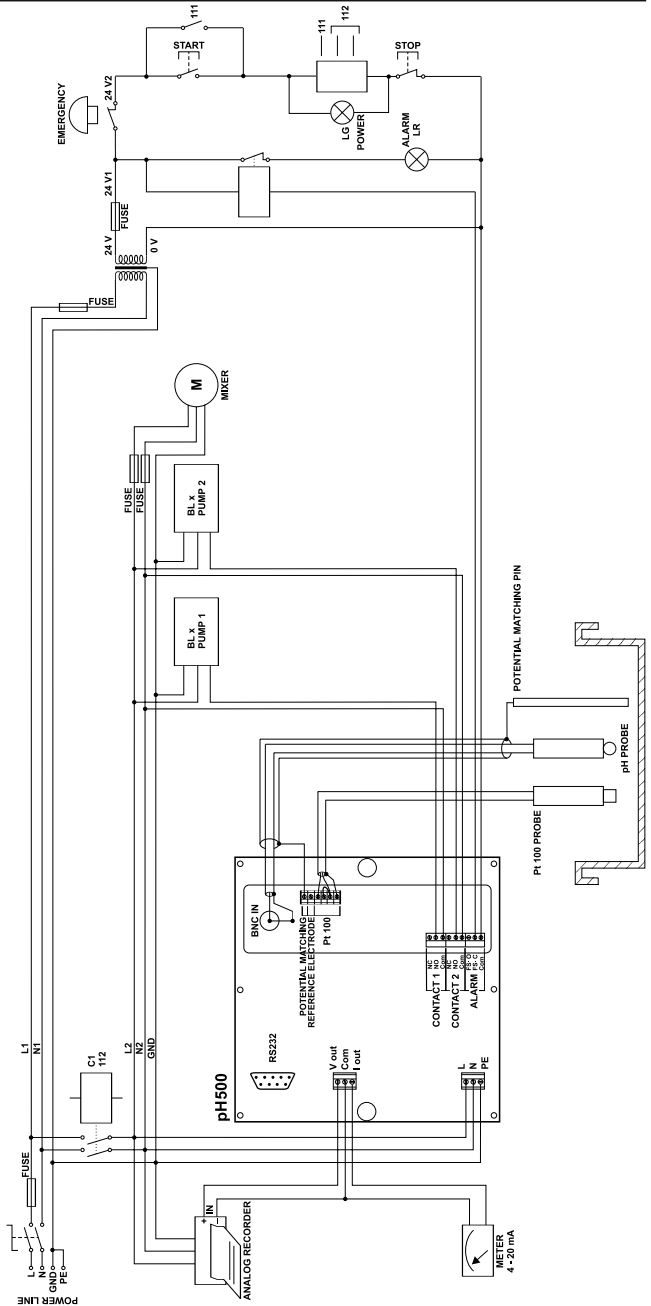 POWER LINE
L
N
GND
PE
FUSE
C1
112
L1
N1
L2
N2
GND
FUSE
24 V
0 V
FUSE
24 V1
EMERGENCY
24 V2
111
START
111
112
STOP
LG
POWER
ALARM
LR
FUSE
FUSE
M
MIXER
BL x
PUMP 2
BL x
PUMP 1
POTENTIAL MATCHING PIN
pH PROBE
Pt 100 PROBE
pH500
RS232
BNC IN
POTENTIAL MATCHING
REFERENCE ELECTRODE
Pt 100
V out
Com
I out
L
N
PE
NC
NO
Com
NC
NO
Com
FS•O
FS•C
Com
CONTACT 1
CONTACT 2
ALARM
+
IN
−
ANALOG RECORDER
METER
4 - 20 mA